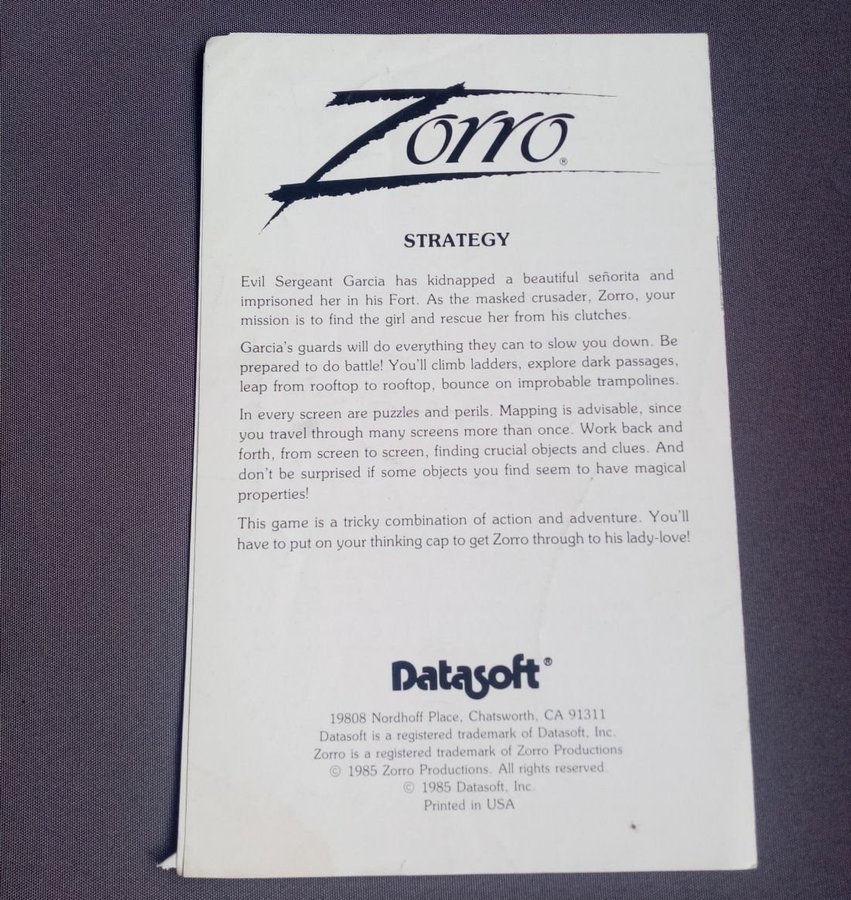 Zorro®
STRATEGY
Evil Sergeant Garcia has kidnapped a beautiful señorita and
imprisoned her in his Fort. As the masked crusader, Zorro, your
mission is to find the girl and rescue her from his clutches.
Garcia's guards will do everything they can to slow you down. Be
prepared to do battle! You'll climb ladders, explore dark passages,
leap from rooftop to rooftop, bounce on improbable trampolines.
In every screen are puzzles and perils. Mapping is advisable, since
you travel through many screens more than once. Work back and
forth, from screen to screen, finding crucial objects and clues. And
don't be surprised if some objects you find seem to have magical
properties!
This game is a tricky combination of action and adventure. You'll
have to put on your thinking cap to get Zorro through to his lady-love!
Datasoft®
19808 Nordhoff Place, Chatsworth, CA 91311
Datasoft is a registered trademark of Datasoft, Inc.
Zorro is a registered trademark of Zorro Productions
© 1985 Zorro Productions. All rights reserved.
© 1985 Datasoft, Inc.
Printed in USA